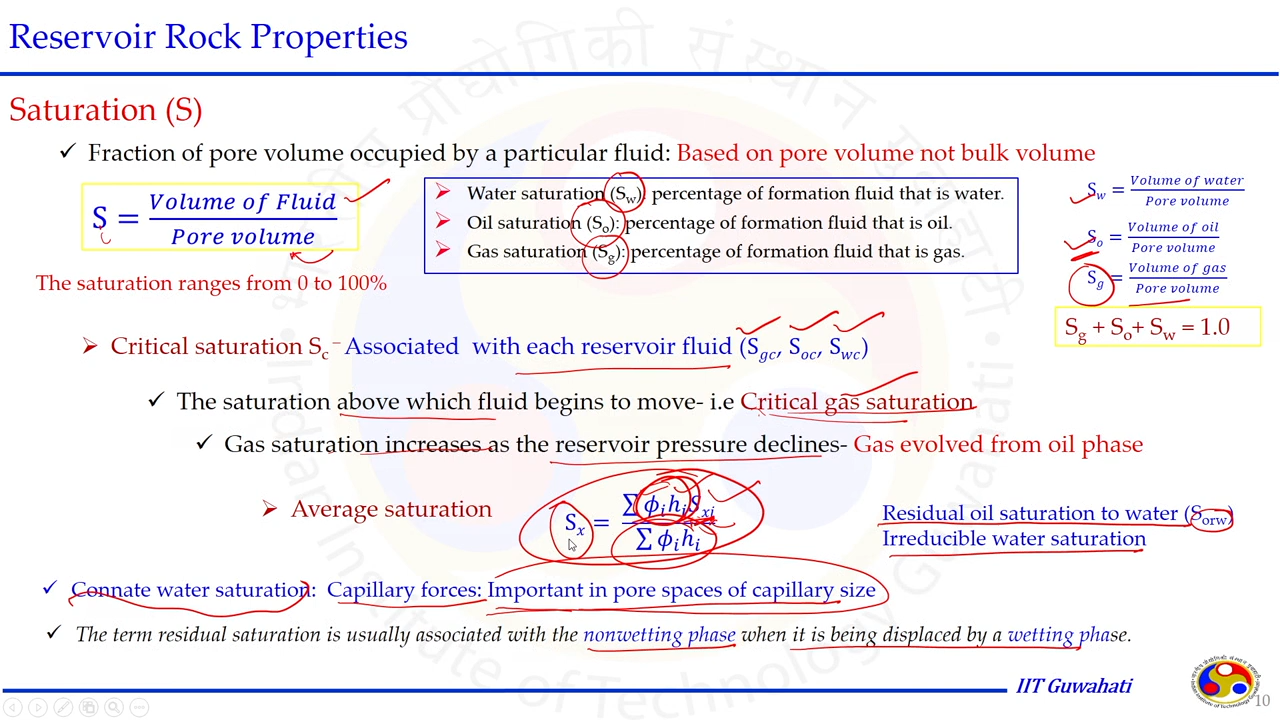 Reservoir Rock Properties
Saturation (S)
✓ Fraction of pore volume occupied by a particular fluid: Based on pore volume not bulk volume
S = Volume of Fluid / Pore volume
➢ Water saturation (Sw): percentage of formation fluid that is water.
➢ Oil saturation (So): percentage of formation fluid that is oil.
➢ Gas saturation (Sg): percentage of formation fluid that is gas.
Sw = Volume of water / Pore volume
So = Volume of oil / Pore volume
Sg = Volume of gas / Pore volume
The saturation ranges from 0 to 100%
Sg + So+ Sw = 1.0
➢ Critical saturation Sc – Associated with each reservoir fluid (Sgc, Soc, Swc)
✓ The saturation above which fluid begins to move- i.e Critical gas saturation
✓ Gas saturation increases as the reservoir pressure declines- Gas evolved from oil phase
➢ Average saturation
Sx = ∑ ϕihiSxi / ∑ ϕihi
Residual oil saturation to water (Sorw)
Irreducible water saturation
✓ Connate water saturation: Capillary forces: Important in pore spaces of capillary size
✓ The term residual saturation is usually associated with the nonwetting phase when it is being displaced by a wetting phase.
IIT Guwahati
10
Indian Institute of Technology Guwahati